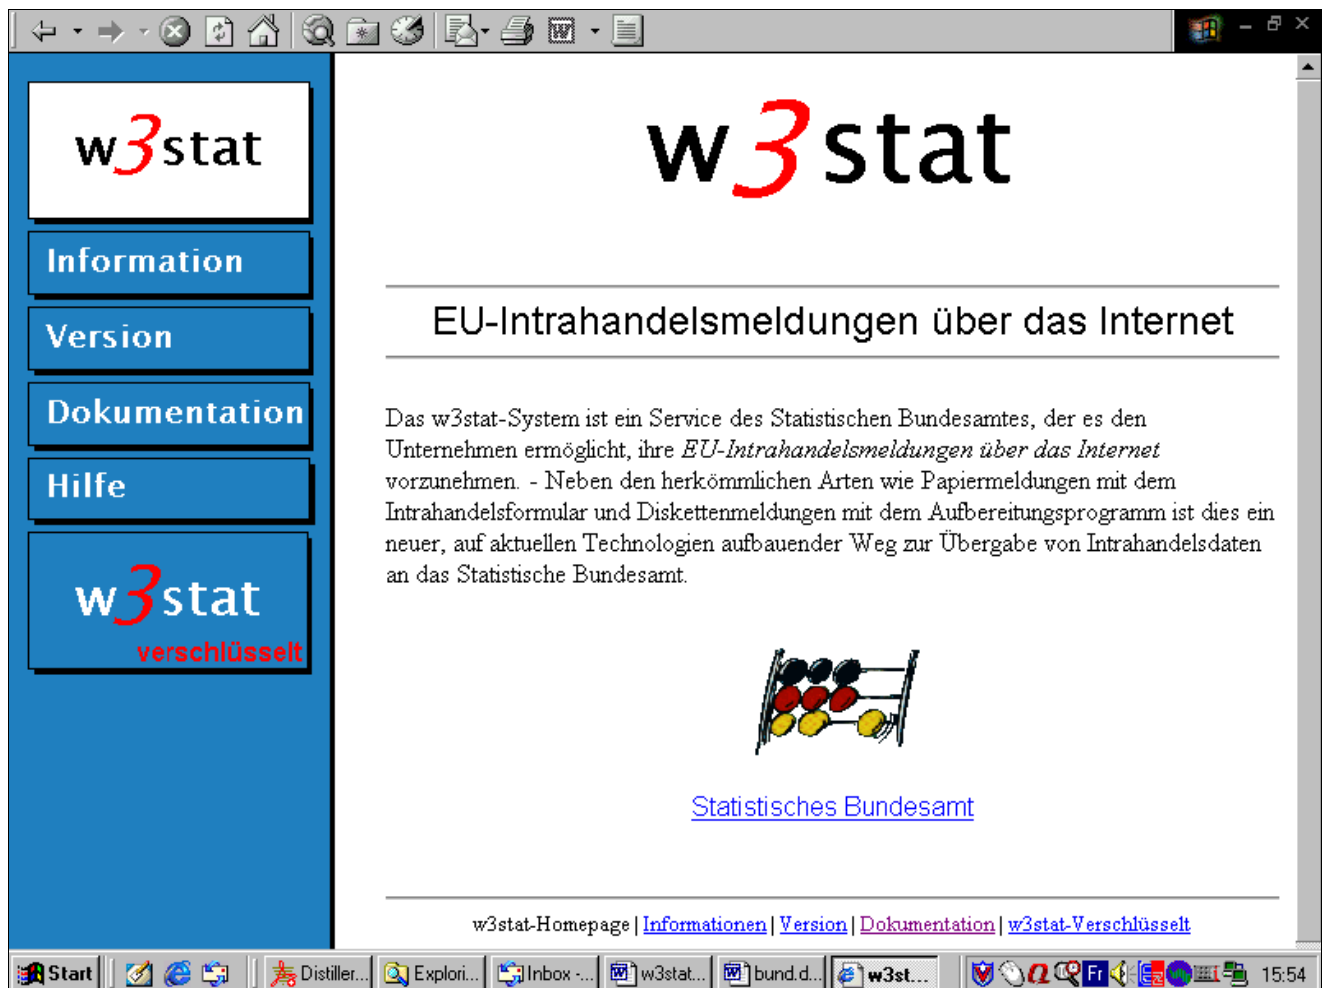 w3stat
Information
Version
Dokumentation
Hilfe
w3stat
verschlüsselt
w3stat
EU-Intrahandelsmeldungen über das Internet
Das w3stat-System ist ein Service des Statistischen Bundesamtes, der es den
Unternehmen ermöglicht, ihre EU-Intrahandelsmeldungen über das Internet
vorzunehmen. - Neben den herkömmlichen Arten wie Papiermeldungen mit dem
Intrahandelsformular und Diskettenmeldungen mit dem Aufbereitungsprogramm ist dies ein
neuer, auf aktuellen Technologien aufbauender Weg zur Übergabe von Intrahandelsdaten
an das Statistische Bundesamt.
Statistisches Bundesamt
w3stat-Homepage | Informationen | Version | Dokumentation | w3stat-Verschlüsselt
Start Distiller... Explori... Inbox -... w3stat... bund.d... w3st... Fr 15:54